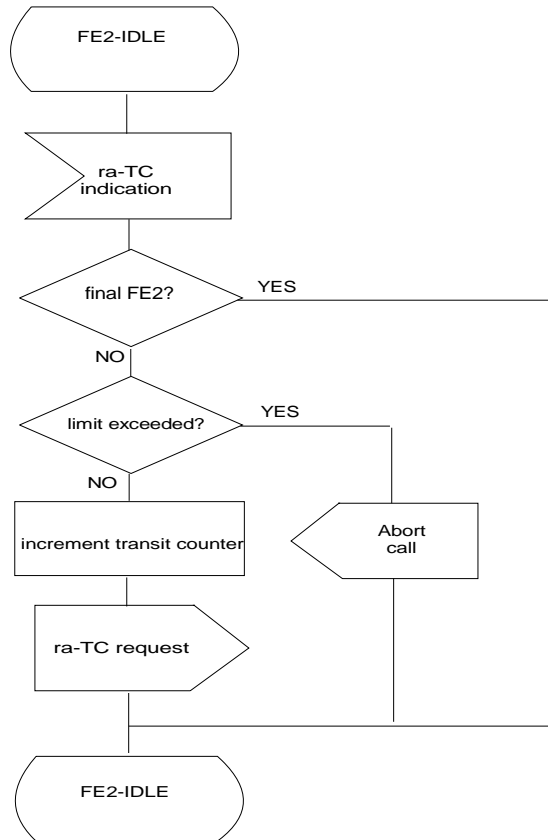 FE2-IDLE
ra-TC
indication
final FE2?
YES
NO
limit exceeded?
YES
NO
increment transit counter
Abort
call
ra-TC request
FE2-IDLE